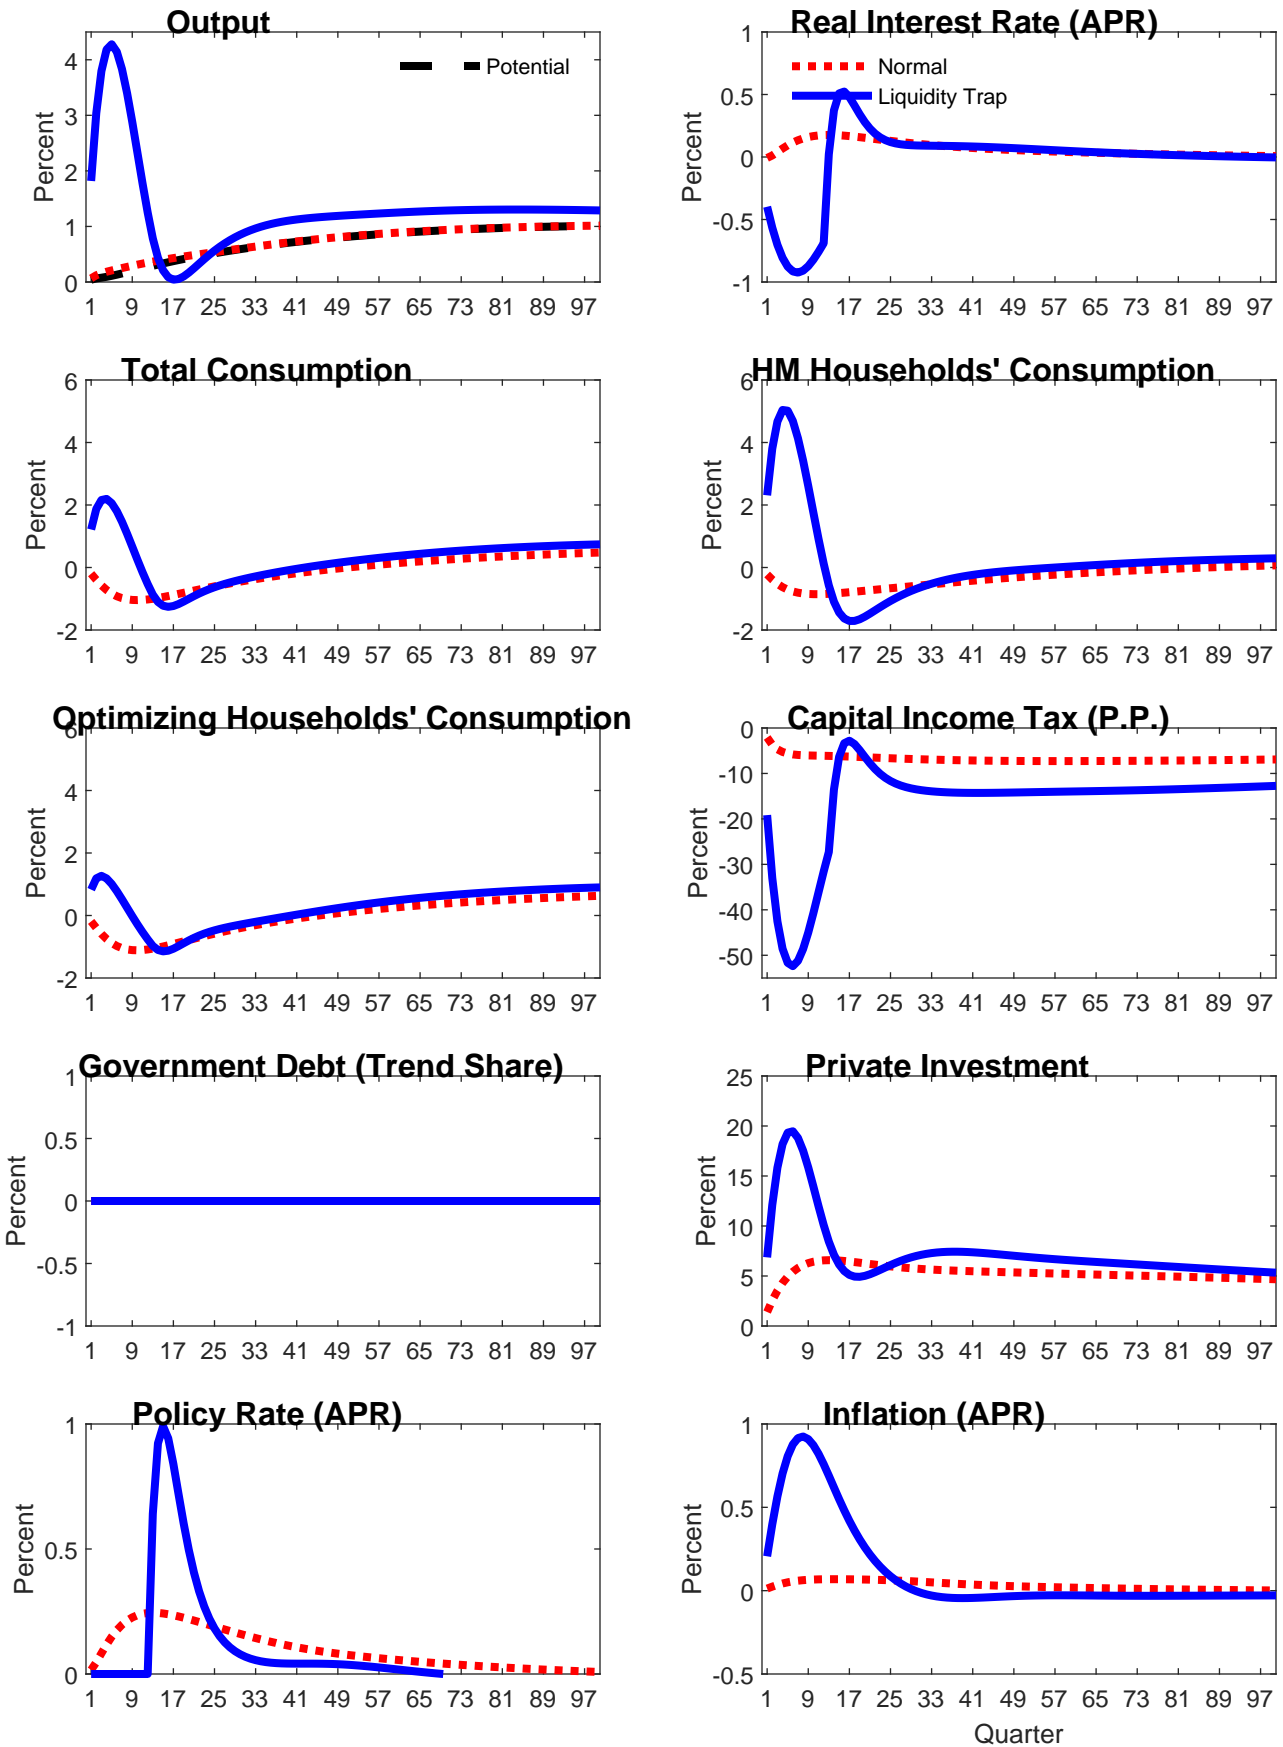 Output
Percent
4
3
2
1
0
Potential
1 9 17 25 33 41 49 57 65 73 81 89 97
Real Interest Rate (APR)
Percent
1
0.5
0
-0.5
-1
Normal
Liquidity Trap
1 9 17 25 33 41 49 57 65 73 81 89 97
Total Consumption
Percent
6
4
2
0
-2
1 9 17 25 33 41 49 57 65 73 81 89 97
HM Households' Consumption
Percent
6
4
2
0
-2
1 9 17 25 33 41 49 57 65 73 81 89 97
Optimizing Households' Consumption
Percent
6
4
2
0
-2
1 9 17 25 33 41 49 57 65 73 81 89 97
Capital Income Tax (P.P.)
Percent
0
-10
-20
-30
-40
-50
1 9 17 25 33 41 49 57 65 73 81 89 97
Government Debt (Trend Share)
Percent
1
0.5
0
-0.5
-1
1 9 17 25 33 41 49 57 65 73 81 89 97
Private Investment
Percent
25
20
15
10
5
0
1 9 17 25 33 41 49 57 65 73 81 89 97
Policy Rate (APR)
Percent
1
0.5
0
1 9 17 25 33 41 49 57 65 73 81 89 97
Inflation (APR)
Percent
1
0.5
0
-0.5
1 9 17 25 33 41 49 57 65 73 81 89 97
Quarter